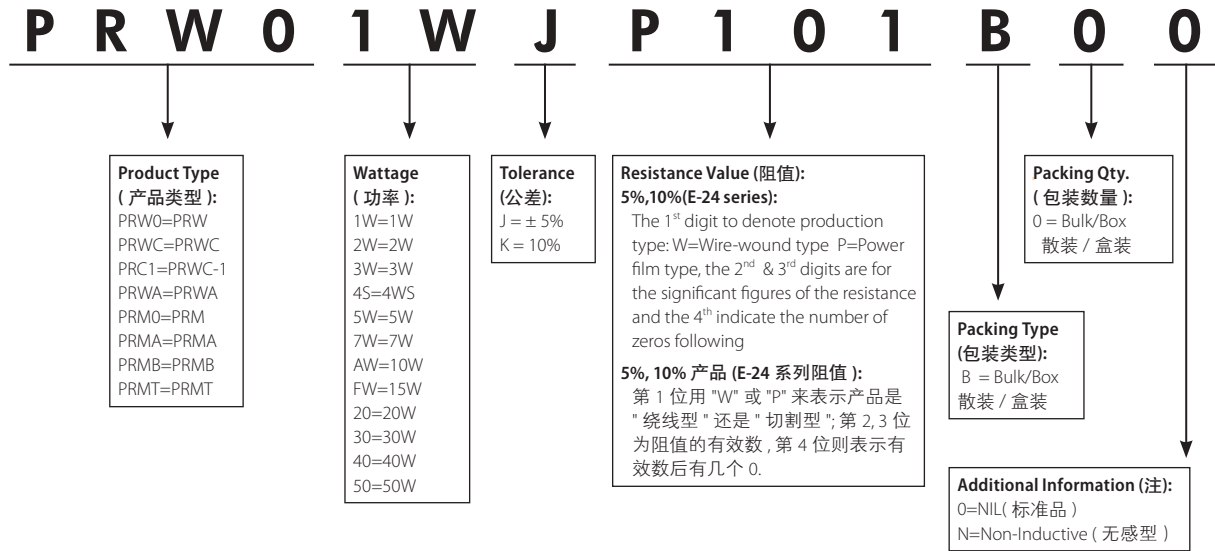 PRW01WJP101B00
Product Type
( 产品类型 ):
PRW0=PRW
PRWC=PRWC
PRC1=PRWC-1
PRWA=PRWA
PRM0=PRM
PRMA=PRMA
PRMB=PRMB
PRMT=PRMT
Wattage
( 功率 ):
1W=1W
2W=2W
3W=3W
4S=4WS
5W=5W
7W=7W
AW=10W
FW=15W
20=20W
30=30W
40=40W
50=50W
Tolerance
(公差):
J = ± 5%
K = 10%
Resistance Value (阻值):
5%,10%(E-24 series):
The 1st digit to denote production
type: W=Wire-wound type P=Power
film type, the 2nd & 3rd digits are for
the significant figures of the resistance
and the 4th indicate the number of
zeros following
5%, 10% 产品 (E-24 系列阻值 ):
第 1 位用 "W" 或 "P" 来表示产品是
" 绕线型 " 还是 " 切割型 "; 第 2, 3 位
为阻值的有效数 , 第 4 位则表示有
效数后有几个 0.
Packing Qty.
( 包装数量 ):
0 = Bulk/Box
散装 / 盒装
Packing Type
(包装类型):
B = Bulk/Box
散装 / 盒装
Additional Information (注):
0=NIL( 标准品 )
N=Non-Inductive ( 无感型 )